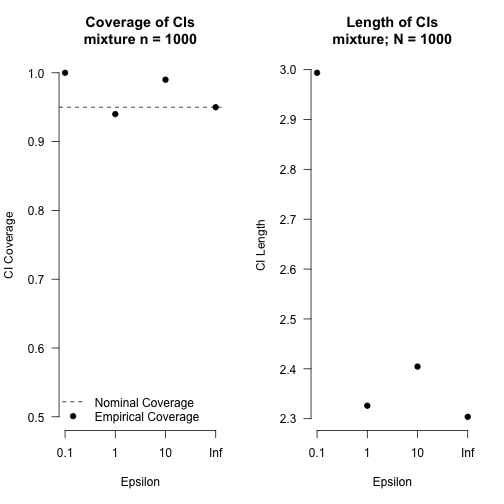 Coverage of CIs
mixture n = 1000
CI Coverage
1.0
0.9
0.8
0.7
0.6
0.5
Nominal Coverage
Empirical Coverage
0.1 1 10 Inf
Epsilon
Length of CIs
mixture; N = 1000
CI Length
3.0
2.9
2.8
2.7
2.6
2.5
2.4
2.3
0.1 1 10 Inf
Epsilon